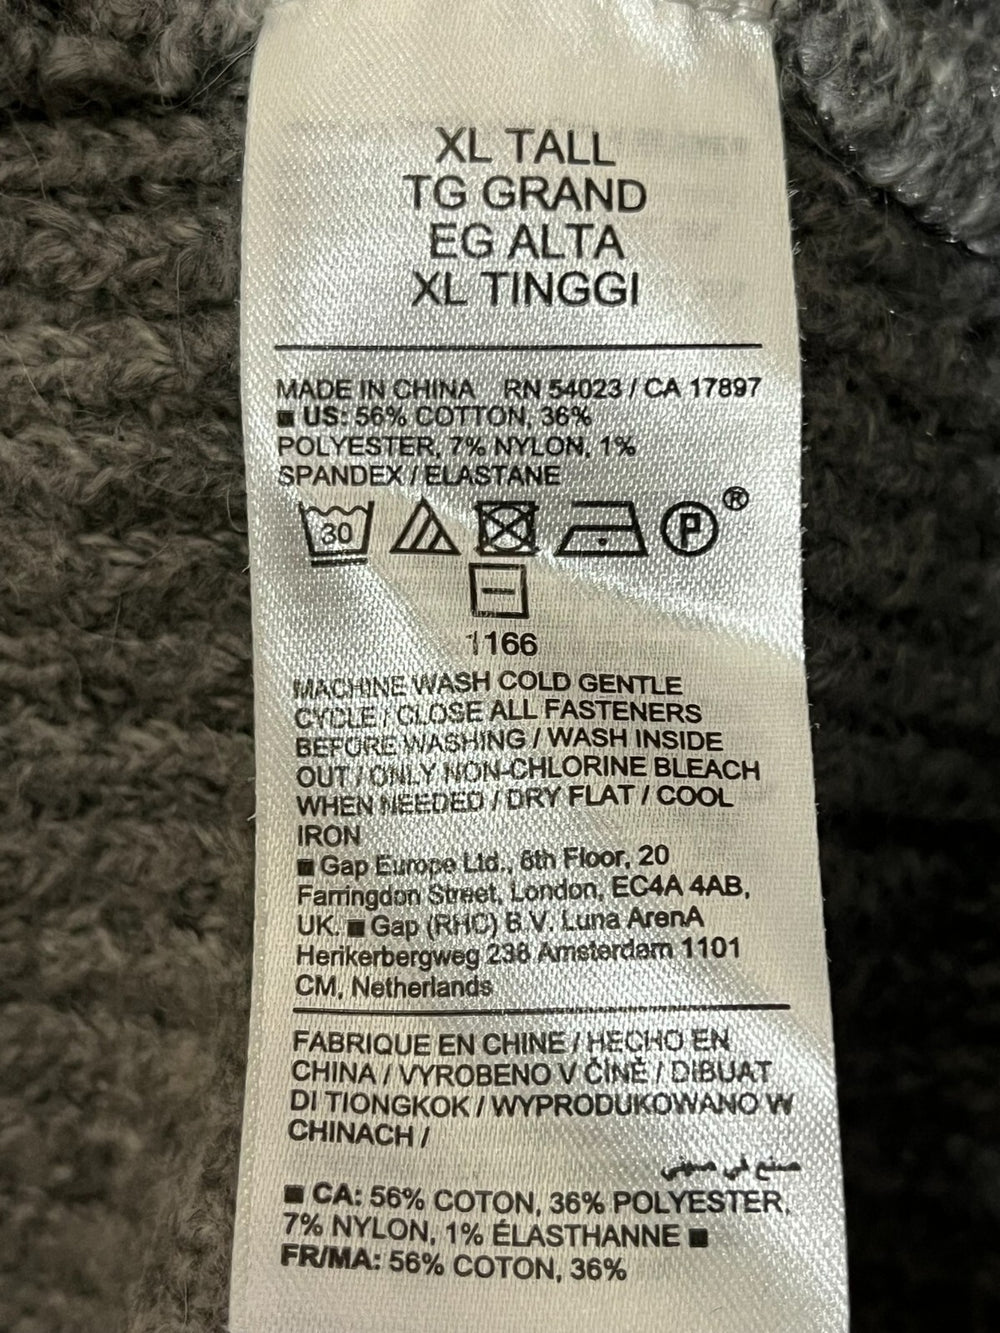 XL TALL
TG GRAND
EG ALTA
XL TINGGI
MADE IN CHINA RN 54023 / CA 17897
■ US: 56% COTTON, 36%
POLYESTER, 7% NYLON, 1%
SPANDEX / ELASTANE
30 P ®
1166
MACHINE WASH COLD GENTLE
CYCLE / CLOSE ALL FASTENERS
BEFORE WASHING / WASH INSIDE
OUT / ONLY NON-CHLORINE BLEACH
WHEN NEEDED / DRY FLAT / COOL
IRON
■ Gap Europe Ltd., 6th Floor, 20
Farringdon Street, London, EC4A 4AB,
UK. ■ Gap (RHC) B.V. Luna ArenA
Herikerbergweg 238 Amsterdam 1101
CM, Netherlands
FABRIQUE EN CHINE / HECHO EN
CHINA / VYROBENO V ČÍNĚ / DIBUAT
DI TIONGKOK / WYPRODUKOWANO W
CHINACH /
صنع في صيني
■ CA: 56% COTON, 36% POLYESTER,
7% NYLON, 1% ÉLASTHANNE ■
FR/MA: 56% COTON, 36%